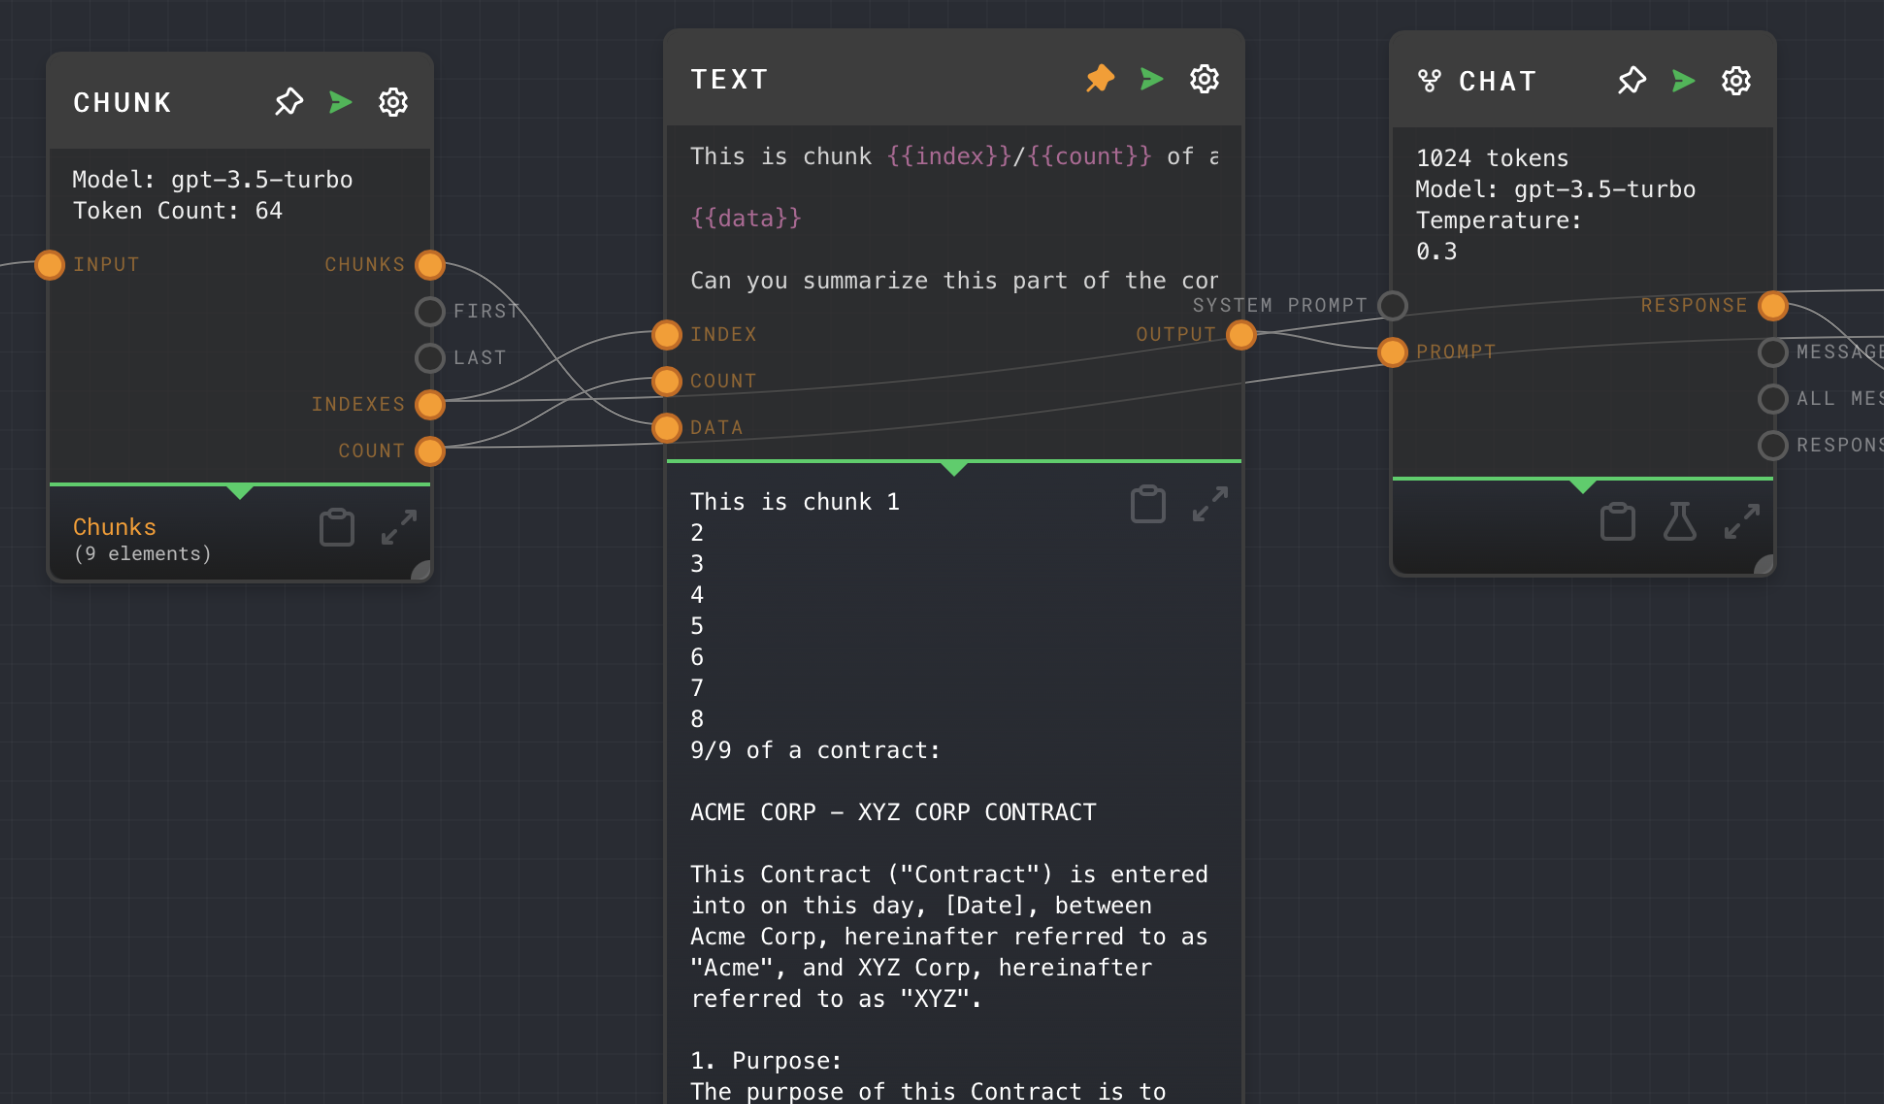 CHUNK
Model: gpt-3.5-turbo
Token Count: 64
INPUT
CHUNKS
FIRST
LAST
INDEXES
COUNT
Chunks
(9 elements)
TEXT
This is chunk {{index}}/{{count}} of a
{{data}}
Can you summarize this part of the con
INDEX
COUNT
DATA
OUTPUT
This is chunk 1
2
3
4
5
6
7
8
9/9 of a contract:
ACME CORP – XYZ CORP CONTRACT
This Contract ("Contract") is entered
into on this day, [Date], between
Acme Corp, hereinafter referred to as
"Acme", and XYZ Corp, hereinafter
referred to as "XYZ".
1. Purpose:
The purpose of this Contract is to
CHAT
1024 tokens
Model: gpt-3.5-turbo
Temperature:
0.3
SYSTEM PROMPT
PROMPT
RESPONSE
MESSAGE
ALL MES
RESPONS